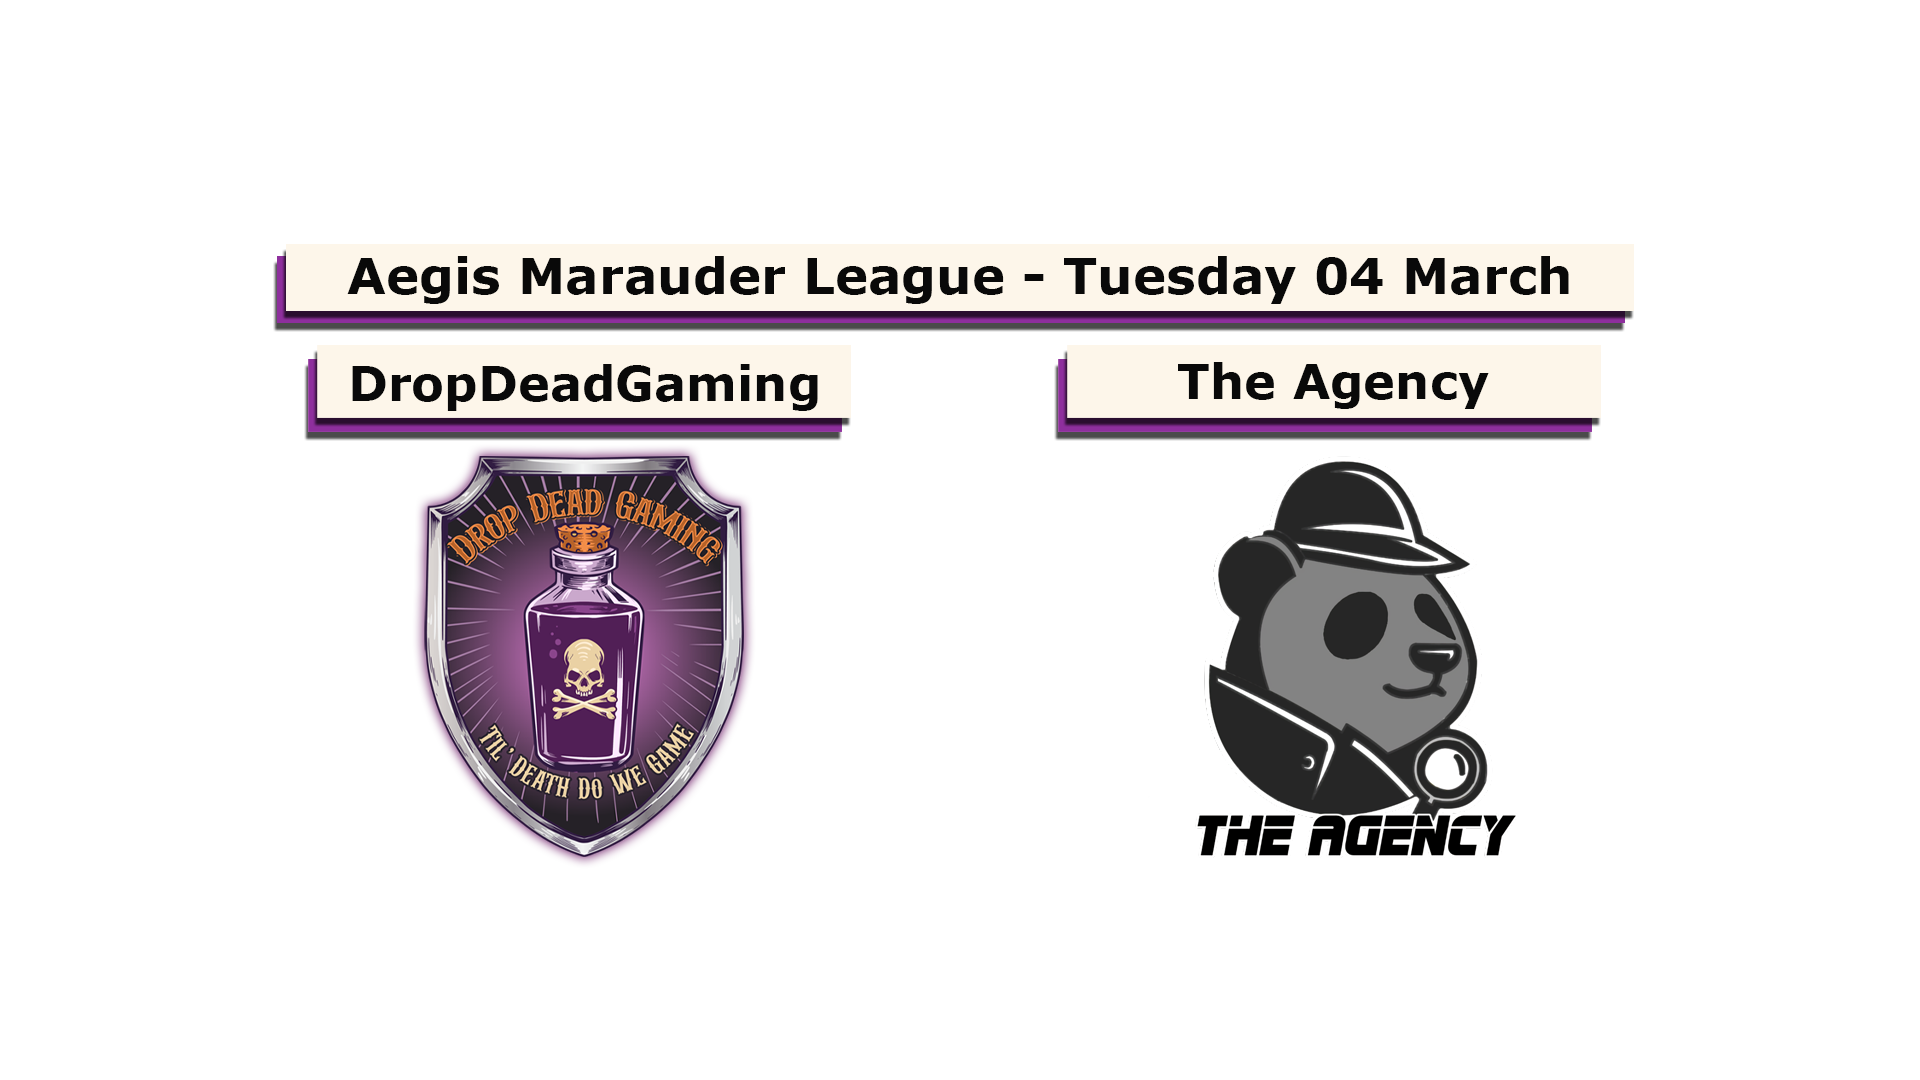 Aegis Marauder League - Tuesday 04 March
DropDeadGaming
The Agency
DROP DEAD GAMING
TIL' DEATH DO WE GAME
THE AGENCY